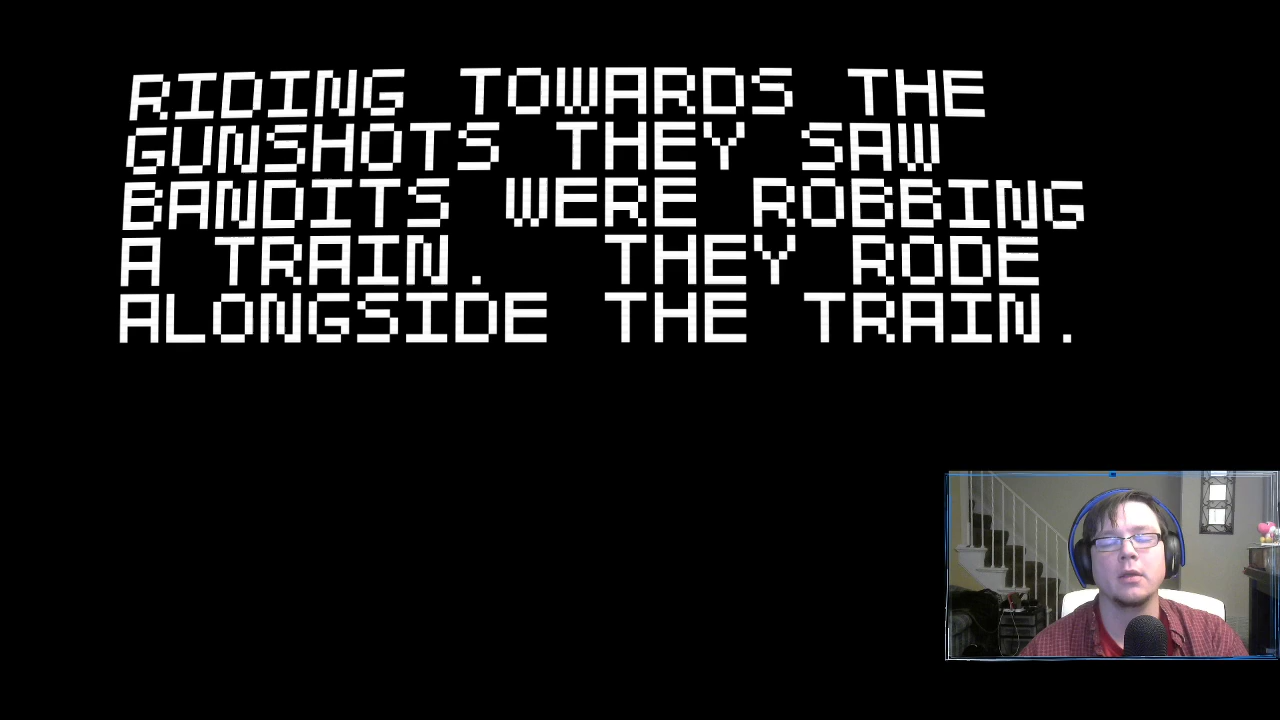 RIDING TOWARDS THE
GUNSHOTS THEY SAW
BANDITS WERE ROBBING
A TRAIN. THEY RODE
ALONGSIDE THE TRAIN.